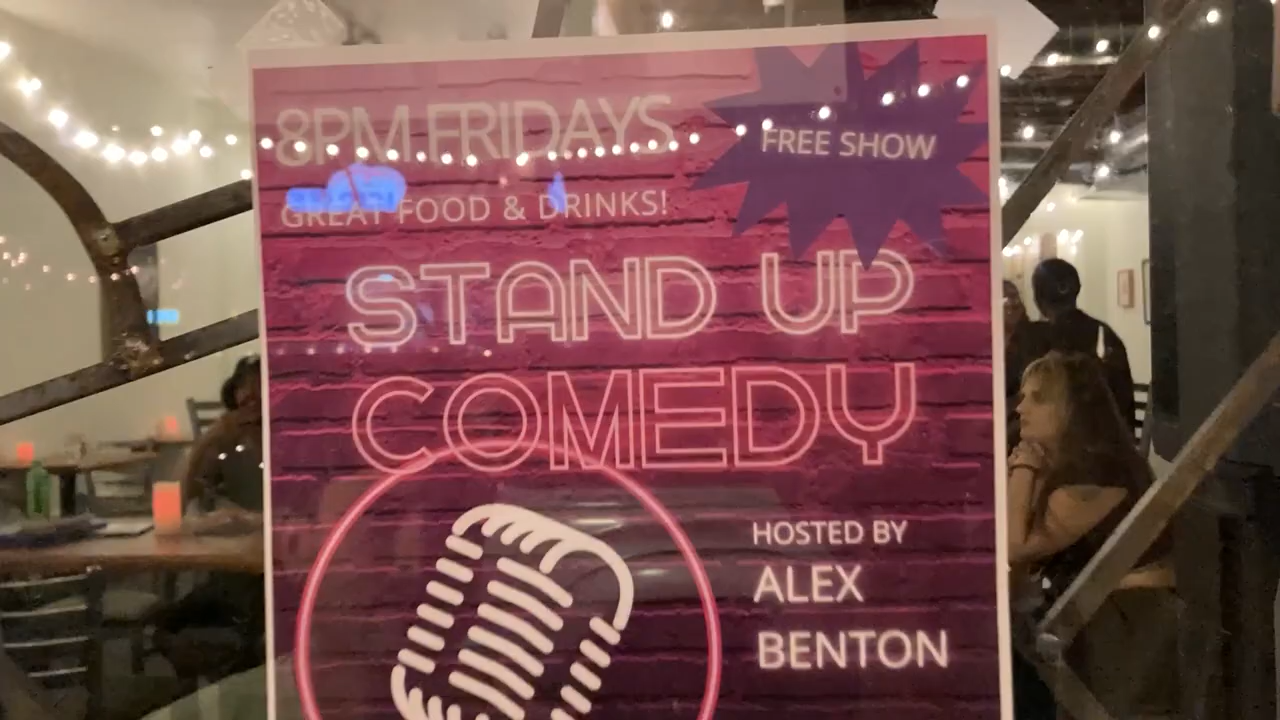 8PM FRIDAYS
FREE SHOW
GREAT FOOD & DRINKS!
STAND UP
COMEDY
HOSTED BY
ALEX
BENTON